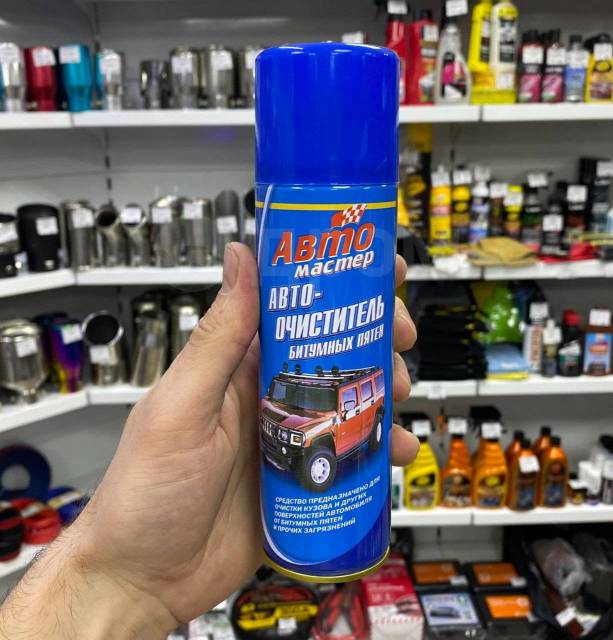 Авто
мастер
АВТО-
ОЧИСТИТЕЛЬ
БИТУМНЫХ ПЯТЕН
СРЕДСТВО ПРЕДНАЗНАЧЕНО ДЛЯ
ОЧИСТКИ КУЗОВА И ДРУГИХ
ПОВЕРХНОСТЕЙ АВТОМОБИЛЯ
ОТ БИТУМНЫХ ПЯТЕН
И ПРОЧИХ ЗАГРЯЗНЕНИЙ